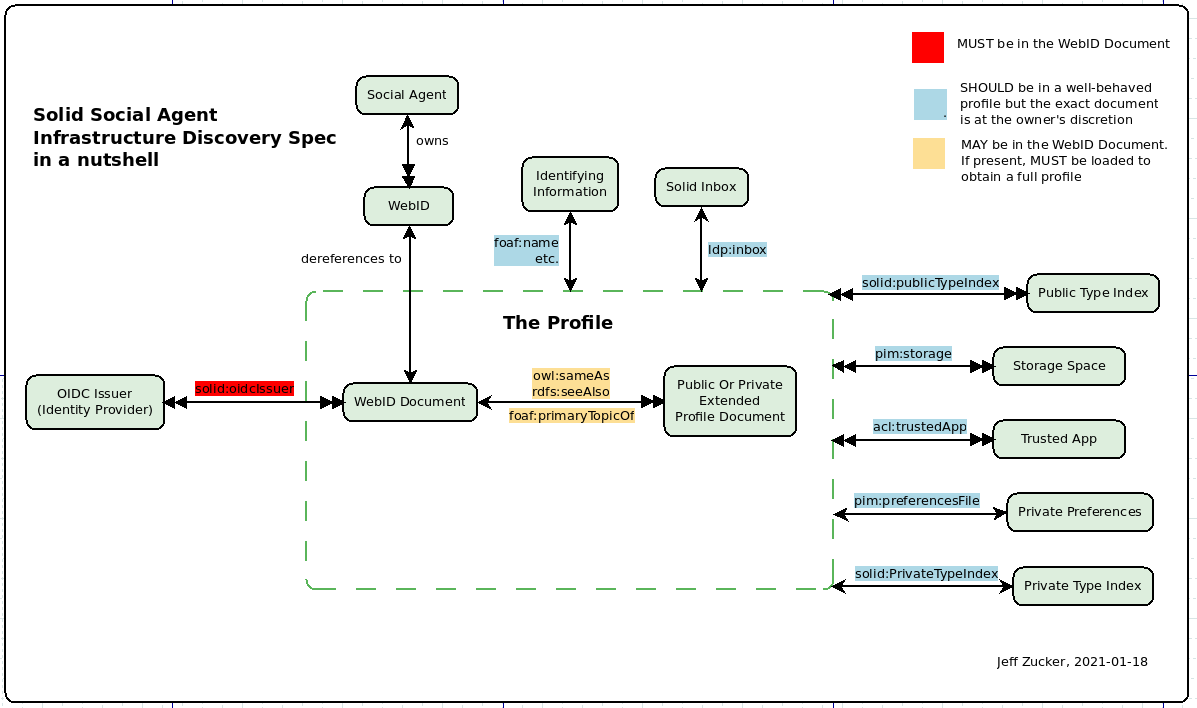 MUST be in the WebID Document
SHOULD be in a well-behaved
profile but the exact document
is at the owner's discretion
.
MAY be in the WebID Document.
If present, MUST be loaded to
obtain a full profile
Solid Social Agent
Infrastructure Discovery Spec
in a nutshell
Social Agent
owns
WebID
dereferences to
Identifying
Information
foaf:name
etc.
Solid Inbox
ldp:inbox
The Profile
OIDC Issuer
(Identity Provider)
solid:oidcIssuer
WebID Document
owl:sameAs
rdfs:seeAlso
foaf:primaryTopicOf
Public Or Private
Extended
Profile Document
solid:publicTypeIndex
Public Type Index
pim:storage
Storage Space
acl:trustedApp
Trusted App
pim:preferencesFile
Private Preferences
solid:PrivateTypeIndex
Private Type Index
Jeff Zucker, 2021-01-18